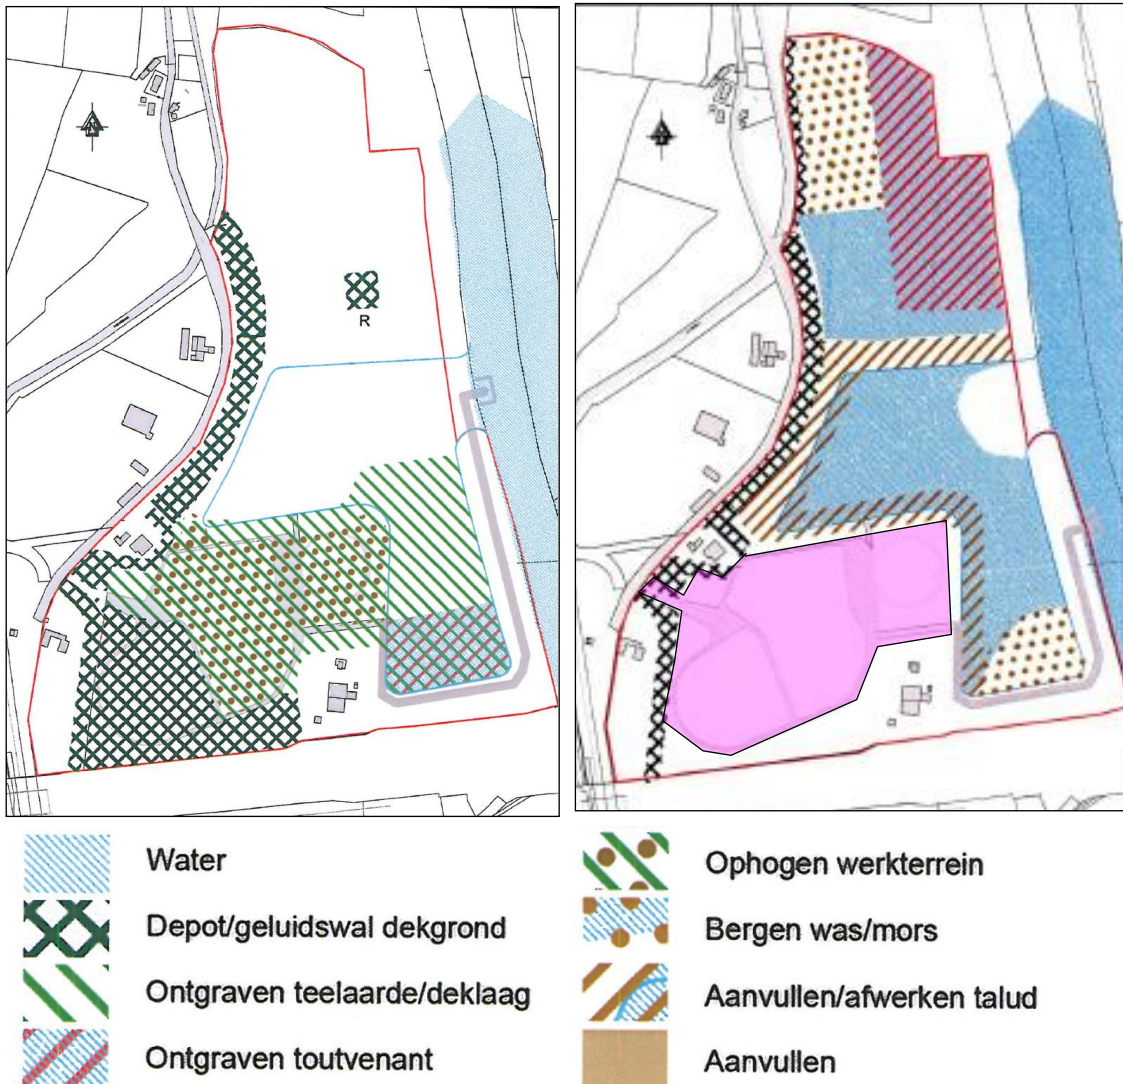 R
Water
Depot/geluidswal dekgrond
Ontgraven teelaarde/deklaag
Ontgraven toutvenant
Ophogen werkterrein
Bergen was/mors
Aanvullen/afwerken talud
Aanvullen